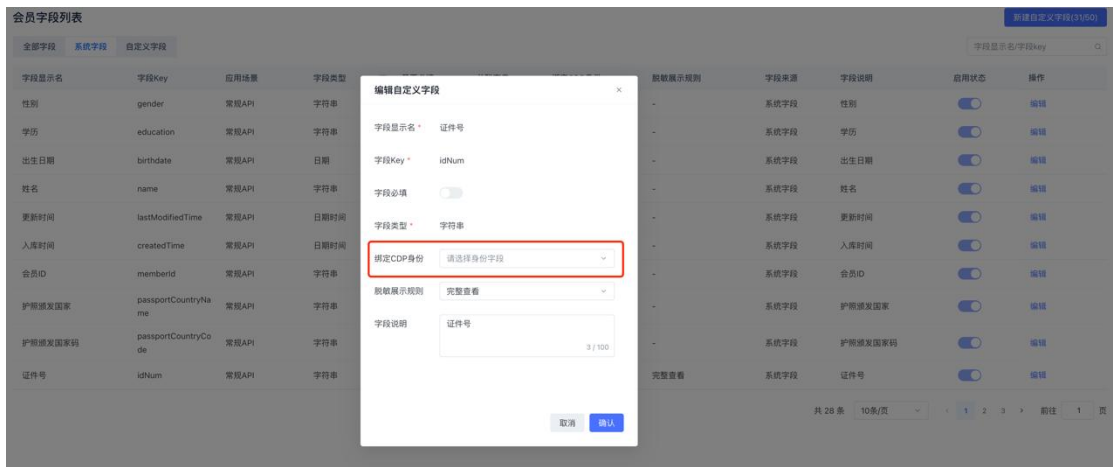 会员字段列表
新建自定义字段(31/50)
全部字段 系统字段 自定义字段
字段显示名/字段key
字段显示名 字段Key 应用场景 字段类型 脱敏展示规则 字段来源 字段说明 启用状态 操作
性别 gender 常规API 字符串 - 系统字段 性别 编辑
学历 education 常规API 字符串 - 系统字段 学历 编辑
出生日期 birthdate 常规API 日期 - 系统字段 出生日期 编辑
姓名 name 常规API 字符串 - 系统字段 姓名 编辑
更新时间 lastModifiedTime 常规API 日期时间 - 系统字段 更新时间 编辑
入库时间 createdTime 常规API 日期时间 - 系统字段 入库时间 编辑
会员ID memberId 常规API 字符串 - 系统字段 会员ID 编辑
护照颁发国家 passportCountryNa
me 常规API 字符串 - 系统字段 护照颁发国家 编辑
护照颁发国家码 passportCountryCo
de 常规API 字符串 - 系统字段 护照颁发国家码 编辑
证件号 idNum 常规API 字符串 完整查看 系统字段 证件号 编辑
共 28 条 10条/页 < 1 2 3 > 前往 1 页
编辑自定义字段 ×
字段显示名 * 证件号
字段Key * idNum
字段必填
字段类型 * 字符串
绑定CDP身份 请选择身份字段
脱敏展示规则 完整查看
字段说明 证件号
3 / 100
取消 确认